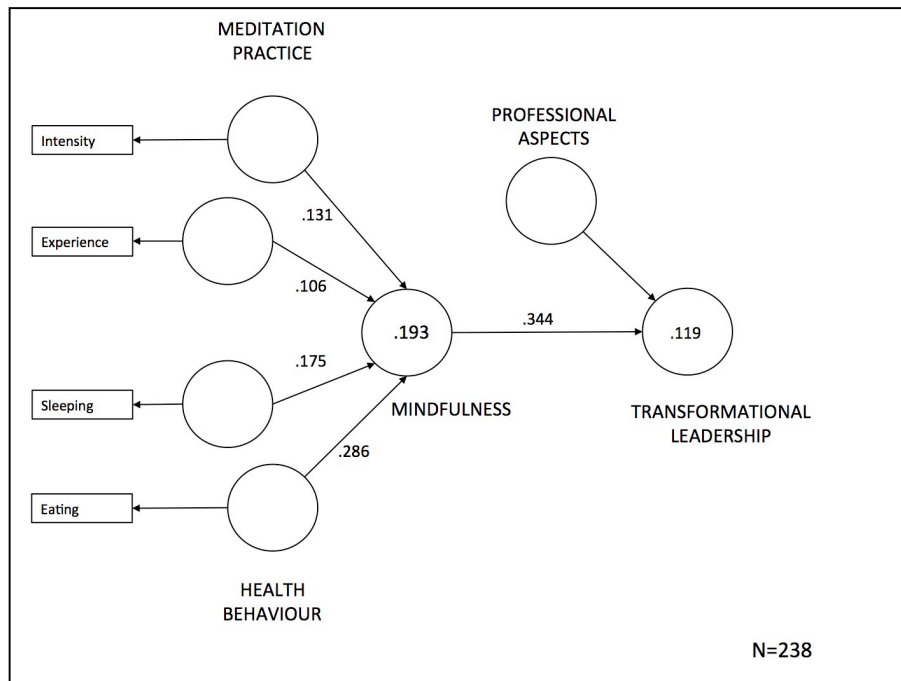 MEDITATION
PRACTICE
Intensity
PROFESSIONAL
ASPECTS
.131
Experience
.106
.193
.344
.119
.175
Sleeping
MINDFULNESS
TRANSFORMATIONAL
LEADERSHIP
.286
Eating
HEALTH
BEHAVIOUR
N=238